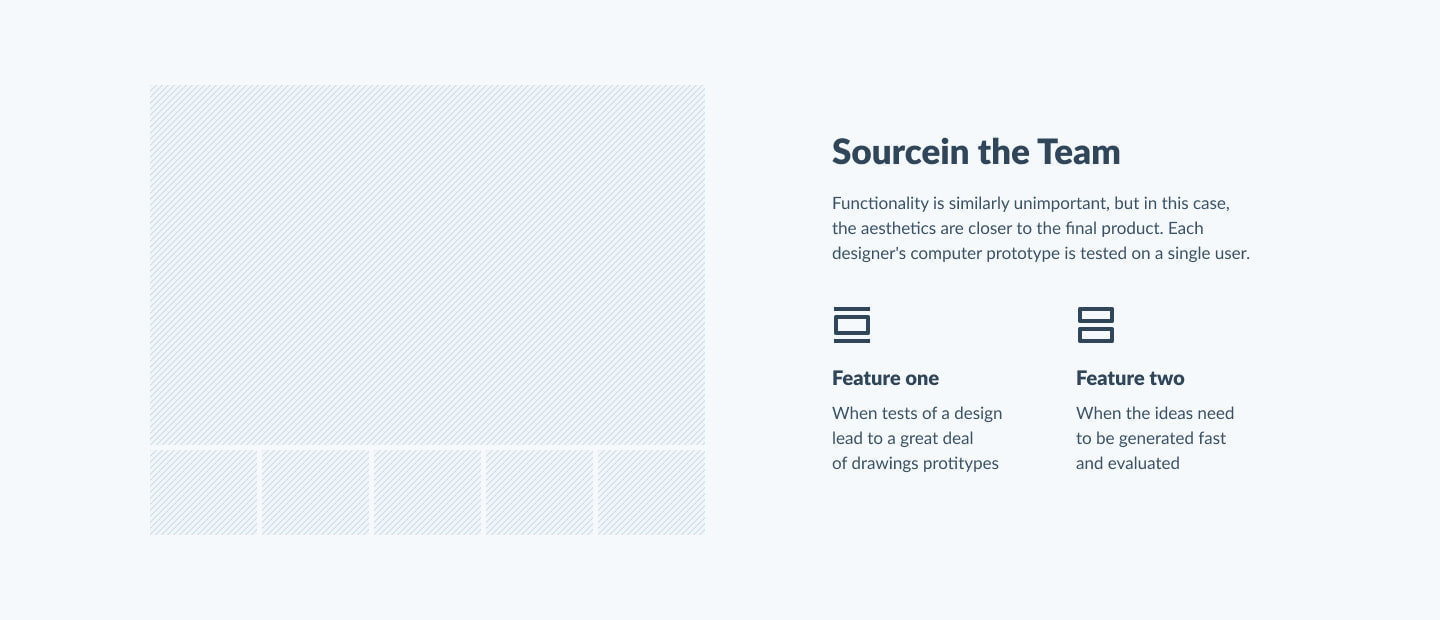 Sourcein the Team
Functionality is similarly unimportant, but in this case,
the aesthetics are closer to the final product. Each
designer's computer prototype is tested on a single user.
Feature one
When tests of a design
lead to a great deal
of drawings protitypes
Feature two
When the ideas need
to be generated fast
and evaluated